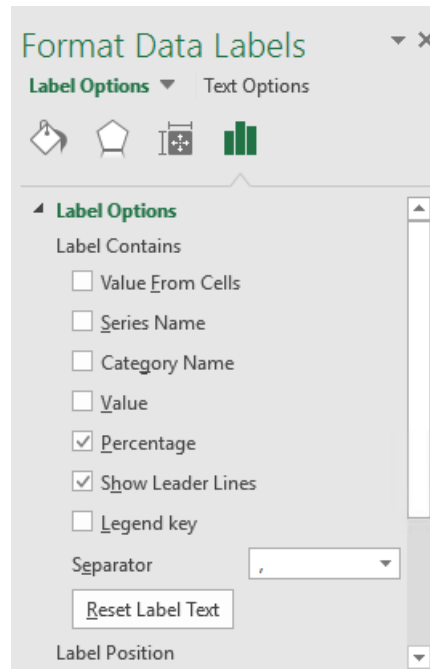 Format Data Labels
Label Options Text Options
Label Options
Label Contains
Value From Cells
Series Name
Category Name
Value
Percentage
Show Leader Lines
Legend key
Separator ,
Reset Label Text
Label Position